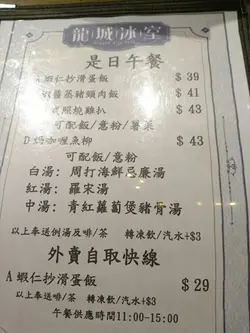 龍城冰室
是日午餐
A 蝦仁抄滑蛋飯 $39
醬蒸豬頸肉飯 $41
式照燒雞扒 $43
可配飯/意粉/薯菜
D 咖喱魚柳 $43
可配飯/意粉
白湯: 周打海鮮忌廉湯
紅湯: 羅宋湯
中湯: 青紅蘿蔔煲豬骨湯
以上奉送例湯及啡/茶 轉凍飲/汽水+$3
外賣自取快線
A 蝦仁抄滑蛋飯 $29
以上奉送啡/茶 轉凍飲/汽水+$3
午餐供應時間11:00-15:00